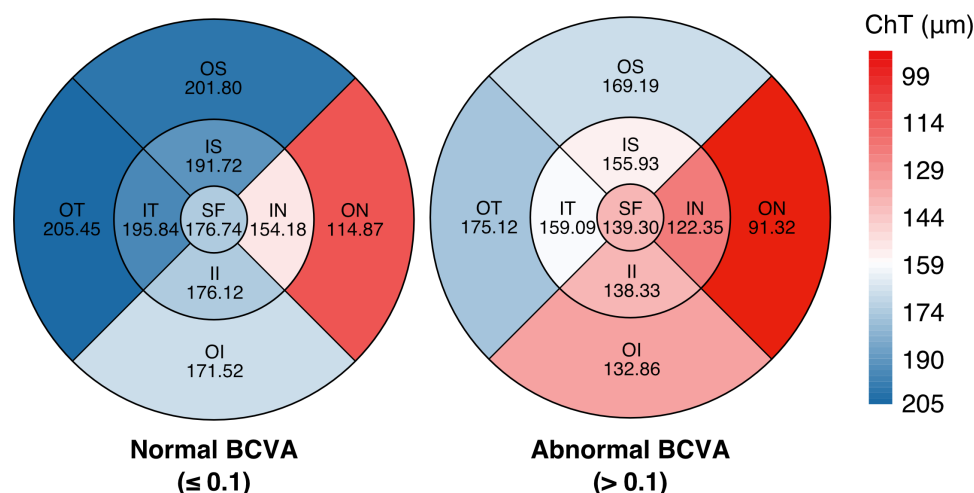 ChT (μm)
OS
201.80
IS
191.72
OT
205.45
IT
195.84
SF
176.74
IN
154.18
ON
114.87
II
176.12
OI
171.52
Normal BCVA
(≤ 0.1)
OS
169.19
IS
155.93
OT
175.12
IT
159.09
SF
139.30
IN
122.35
ON
91.32
II
138.33
OI
132.86
Abnormal BCVA
(> 0.1)
99
114
129
144
159
174
190
205